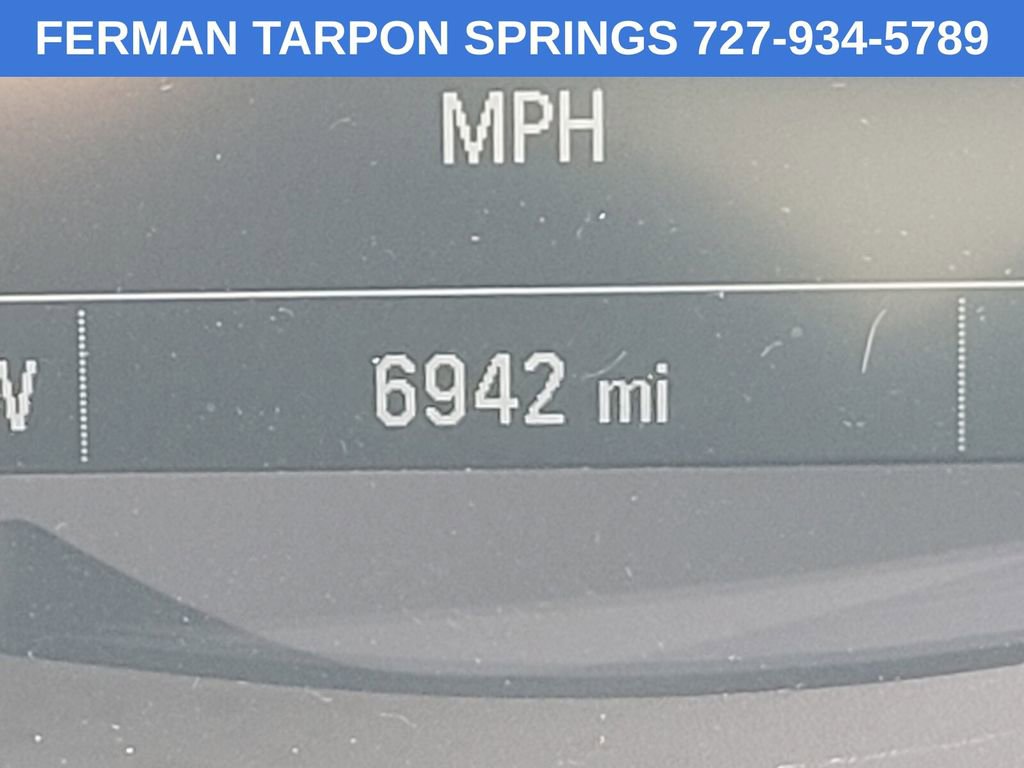 FERMAN TARPON SPRINGS 727-934-5789
MPH
6942 mi